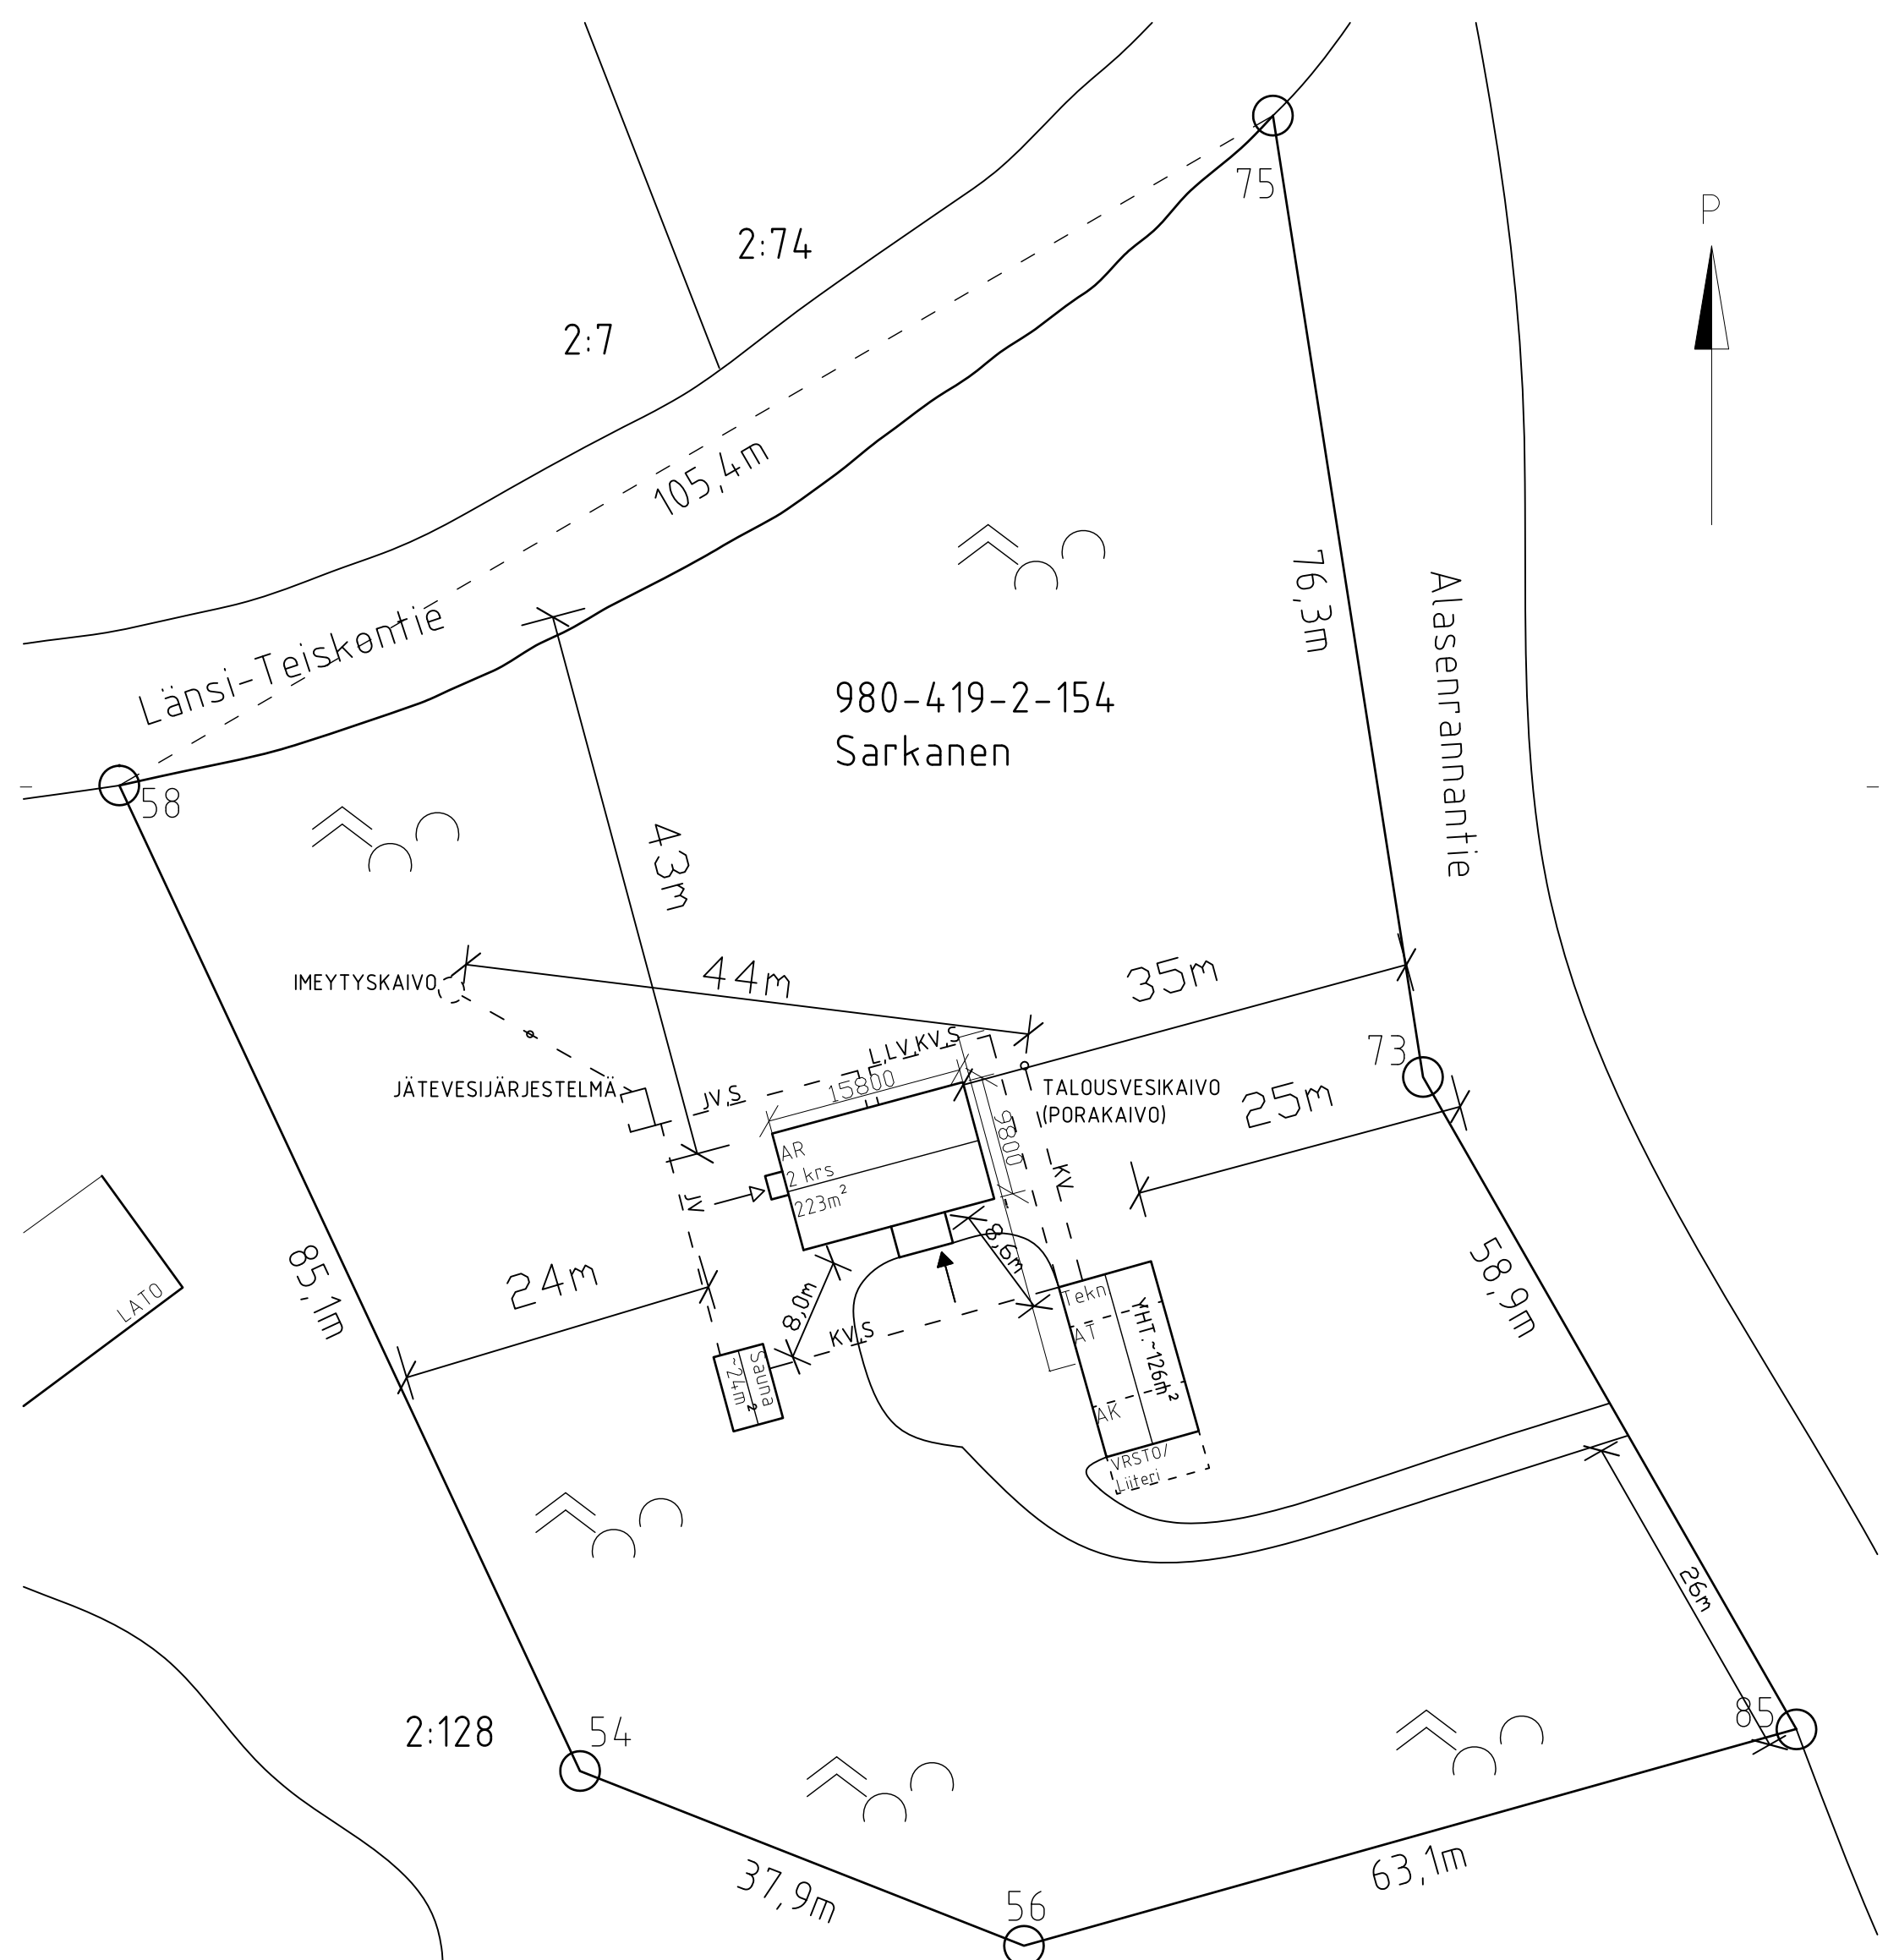 75
P
2:74
2:7
105,4m
76,3m
Alasenrannantie
Länsi-Teiskontie
980-419-2-154
Sarkanen
58
43m
44m
35m
IMEYTYSKAIVO
73
L,LV,KV,S
JÄTEVESIJÄRJESTELMÄ
JV,S
15800
TALOUSVESIKAIVO
(PORAKAIVO)
25m
9800
AR
2 krs
223m²
KV
JV
8,6m
85,1m
24m
58,9m
LATO
8,0m
Tekn
YHT.~126m²
KV,S
AT
Sauna
~24m²
AK
VRSTO/
Liiteri
26m
2:128
54
85
37,9m
63,1m
56